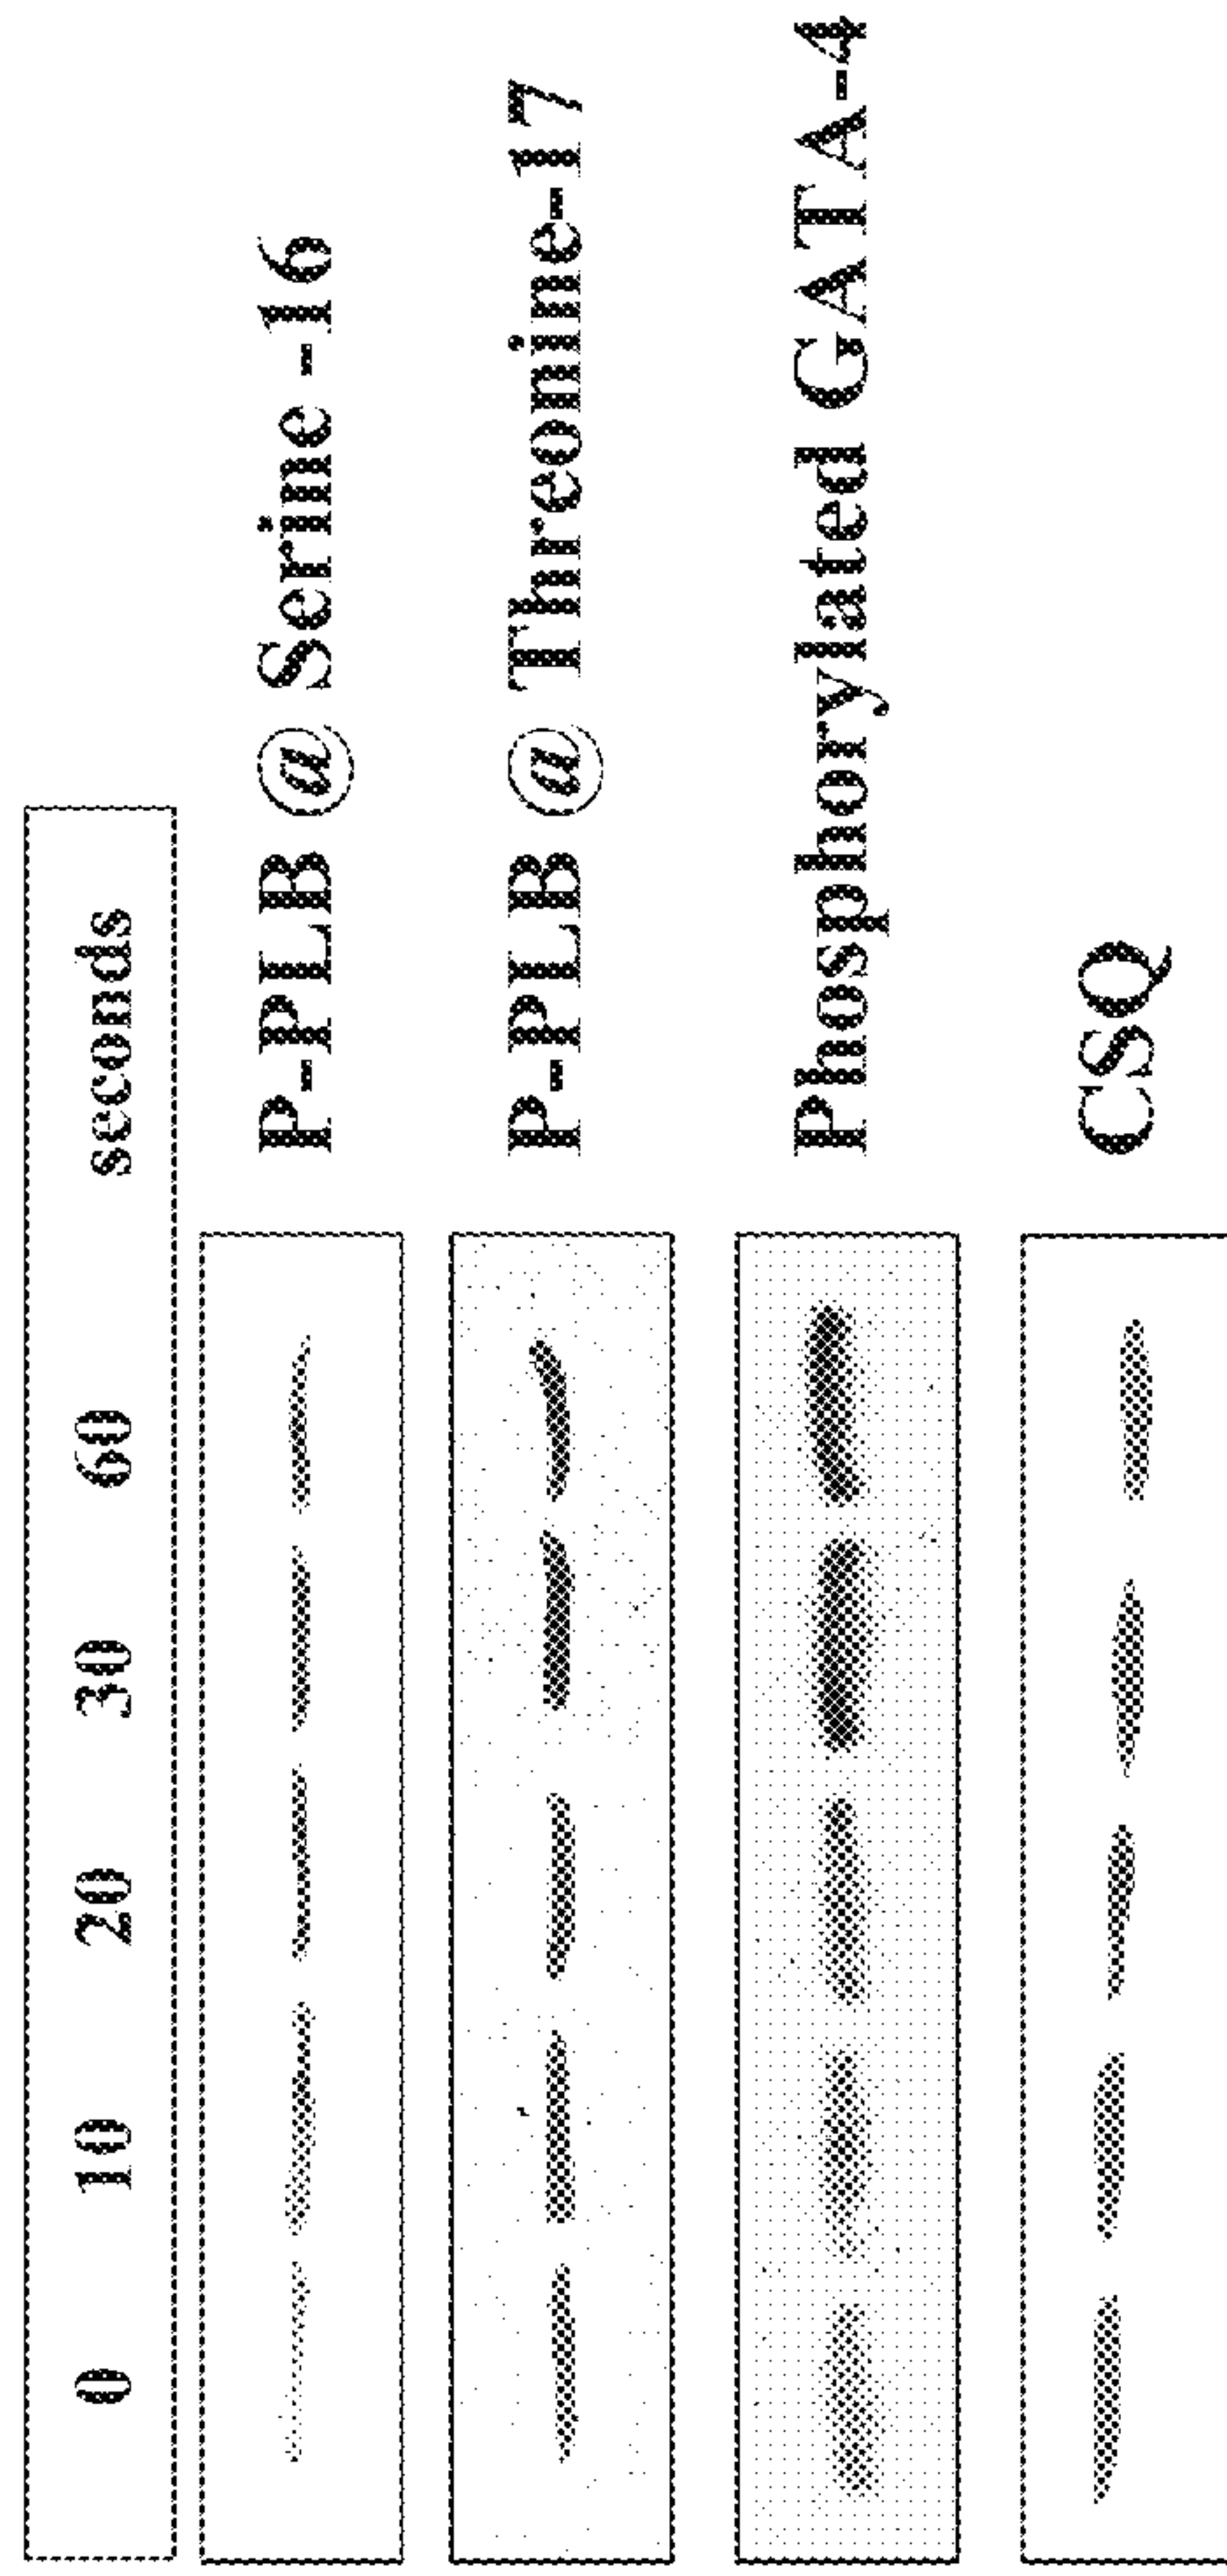 0 10 20 30 60 seconds
P-PLB @ Serine -16
P-PLB @ Threonine-17
Phosphorylated GATA-4
CSQ